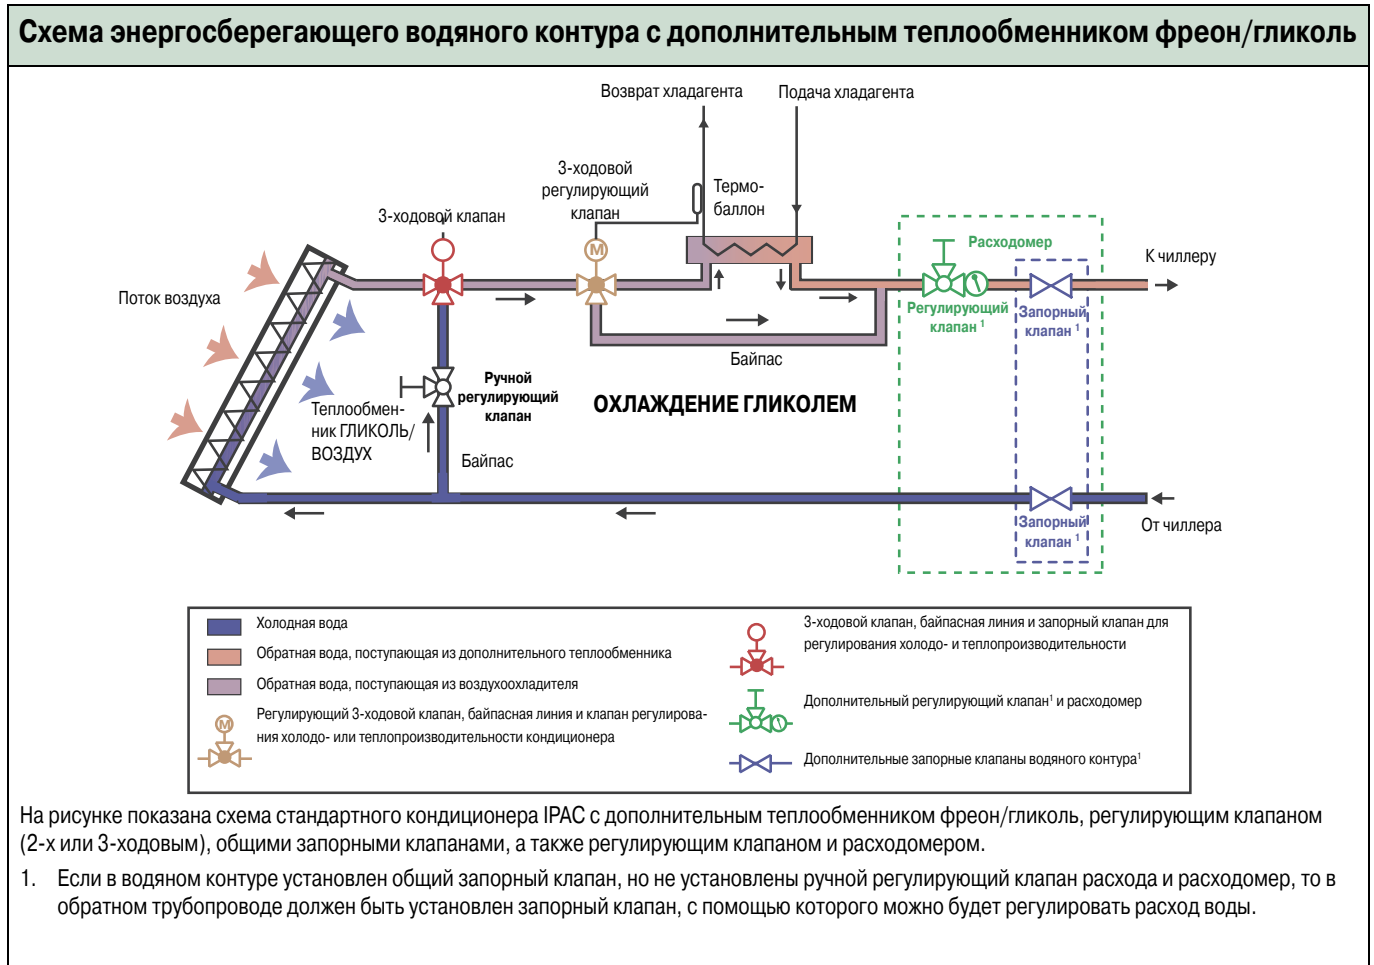 Схема энергосберегающего водяного контура с дополнительным теплообменником фреон/гликоль
Возврат хладагента
Подача хладагента
3-ходовой
регулирующий
клапан
Термо-
баллон
3-ходовой клапан
M
Расходомер
К чиллеру
Поток воздуха
Регулирующий
клапан 1
Запорный
клапан 1
Байпас
Ручной
регулирующий
клапан
ОХЛАЖДЕНИЕ ГЛИКОЛЕМ
Теплообмен-
ник ГЛИКОЛЬ/
ВОЗДУХ
Байпас
Запорный
клапан 1
От чиллера
Холодная вода
Обратная вода, поступающая из дополнительного теплообменника
Обратная вода, поступающая из воздухоохладителя
M
Регулирующий 3-ходовой клапан, байпасная линия и клапан регулирова-
ния холодо- или теплопроизводительности кондиционера
3-ходовой клапан, байпасная линия и запорный клапан для
регулирования холодо- и теплопроизводительности
Дополнительный регулирующий клапан1 и расходомер
Дополнительные запорные клапаны водяного контура1
На рисунке показана схема стандартного кондиционера IPAC с дополнительным теплообменником фреон/гликоль, регулирующим клапаном
(2-х или 3-ходовым), общими запорными клапанами, а также регулирующим клапаном и расходомером.
1. Если в водяном контуре установлен общий запорный клапан, но не установлены ручной регулирующий клапан расхода и расходомер, то в
обратном трубопроводе должен быть установлен запорный клапан, с помощью которого можно будет регулировать расход воды.